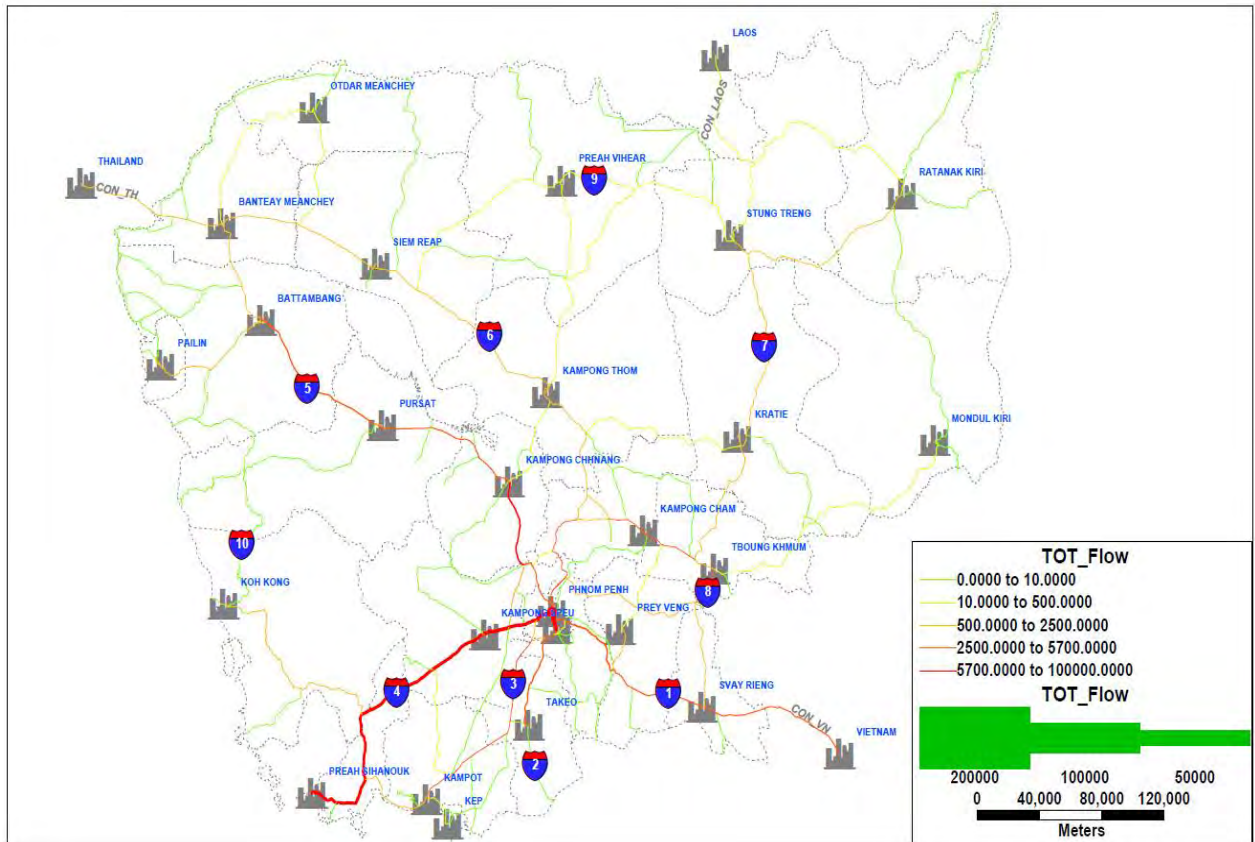 LAOS
OTDAR MEANCHEY
CON_LAOS
THAILAND
CON_TH
PREAH VIHEAR
9
RATANAK KIRI
BANTEAY MEANCHEY
STUNG TRENG
SIEM REAP
BATTAMBANG
6
7
PAILIN
KAMPONG THOM
5
PURSAT
KRATIE
MONDUL KIRI
KAMPONG CHHNANG
KAMPONG CHAM
10
TBOUNG KHMUM
KOH KONG
PHNOM PENH
8
KAMPONG
EU
PREY VENG
4
3
1
SVAY RIENG
TAKEO
CON_VN
VIETNAM
2
PREAH SIHANOUK
KAMPOT
KEP
TOT_Flow
0.0000 to 10.0000
10.0000 to 500.0000
500.0000 to 2500.0000
2500.0000 to 5700.0000
5700.0000 to 100000.0000
TOT_Flow
200000 100000 50000
0 40,000 80,000 120,000
Meters